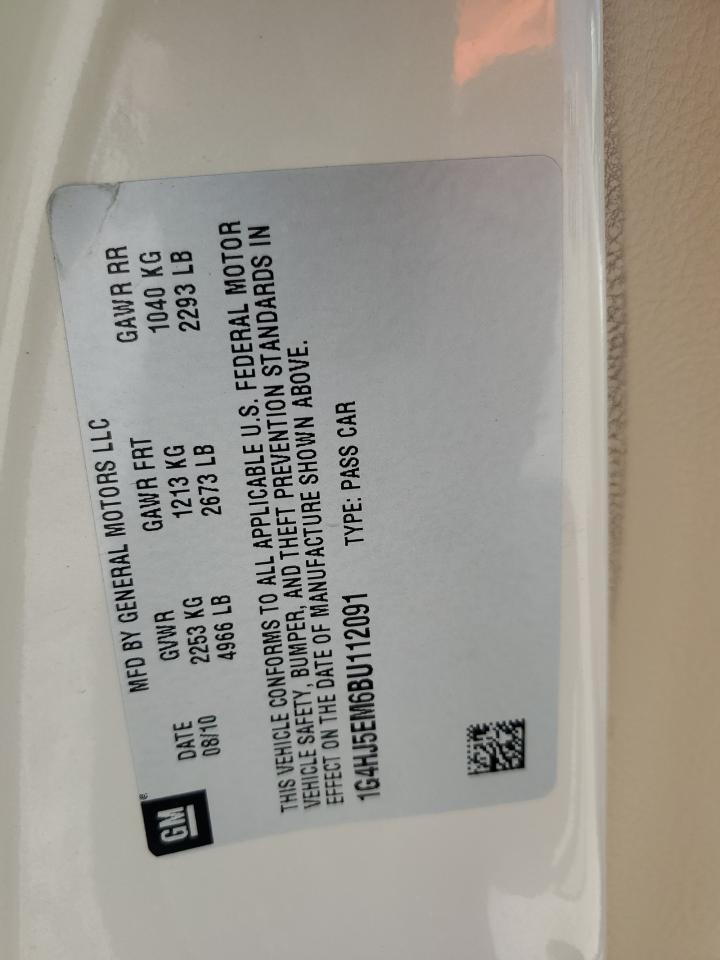 GM®
MFD BY GENERAL MOTORS LLC
DATE GVWR GAWR FRT GAWR RR
08/10 2253 KG 1213 KG 1040 KG
4966 LB 2673 LB 2293 LB
THIS VEHICLE CONFORMS TO ALL APPLICABLE U.S. FEDERAL MOTOR
VEHICLE SAFETY, BUMPER, AND THEFT PREVENTION STANDARDS IN
EFFECT ON THE DATE OF MANUFACTURE SHOWN ABOVE.
1G4HJ5EM6BU112091 TYPE: PASS CAR